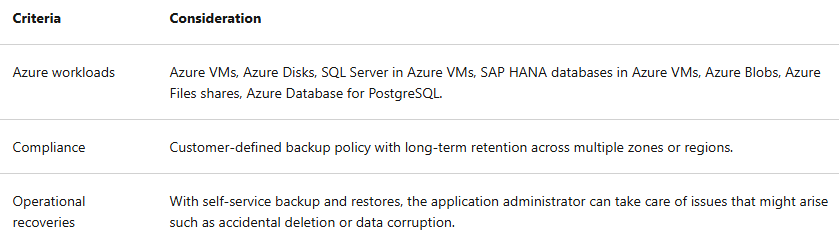 Criteria Consideration
Azure workloads Azure VMs, Azure Disks, SQL Server in Azure VMs, SAP HANA databases in Azure VMs, Azure Blobs, Azure
Files shares, Azure Database for PostgreSQL.
Compliance Customer-defined backup policy with long-term retention across multiple zones or regions.
Operational With self-service backup and restores, the application administrator can take care of issues that might arise
recoveries such as accidental deletion or data corruption.